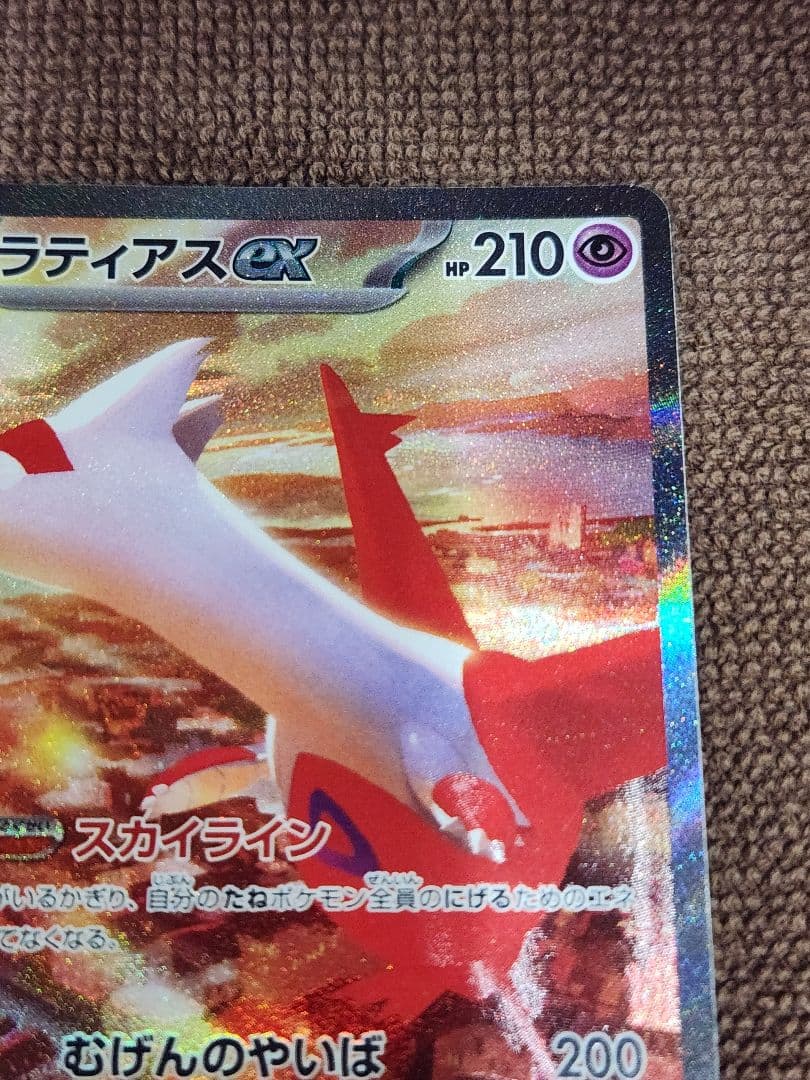 ラティアスex HP210
スカイライン
がいるかぎり、自分のたねポケモン全員のにげるためのエネ
てなくなる。
むげんのやいば 200